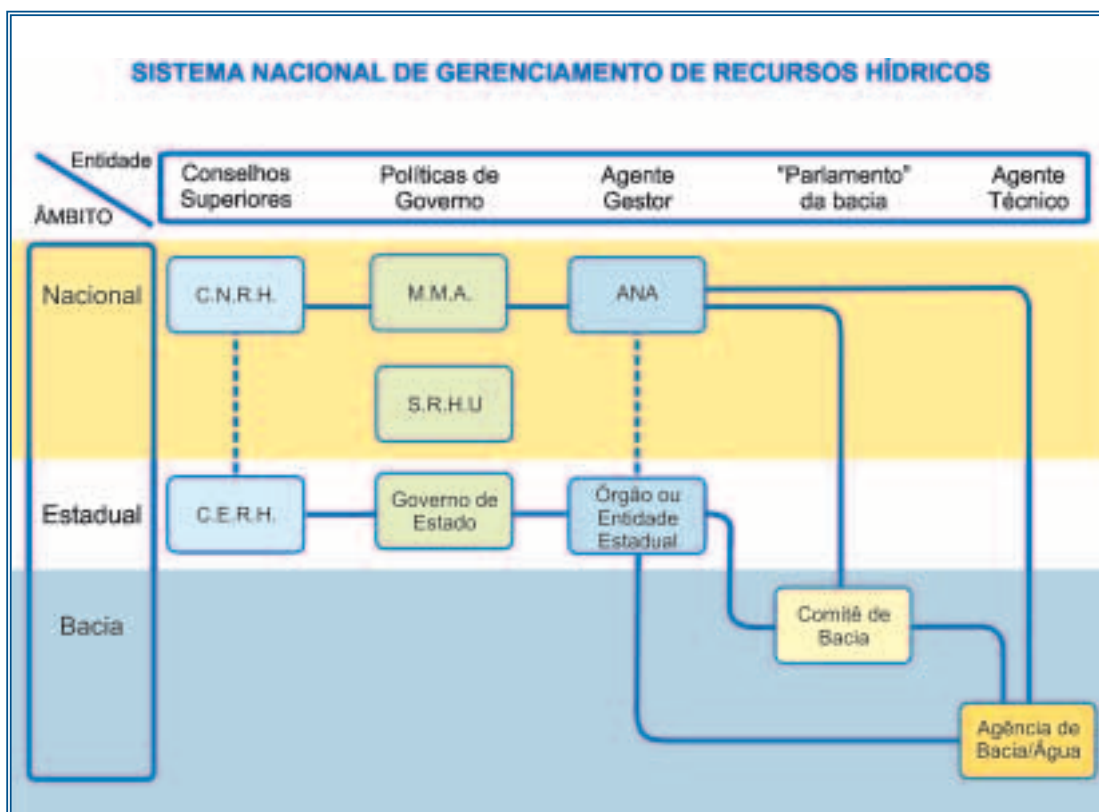 SISTEMA NACIONAL DE GERENCIAMENTO DE RECURSOS HÍDRICOS
Entidade
ÂMBITO
Conselhos
Superiores
Políticas de
Governo
Agente
Gestor
"Parlamento"
da bacia
Agente
Técnico
Nacional
C.N.R.H.
M.M.A.
ANA
S.R.H.U
Estadual
C.E.R.H.
Governo de
Estado
Órgão ou
Entidade
Estadual
Bacia
Comitê de
Bacia
Agência de
Bacia/Água